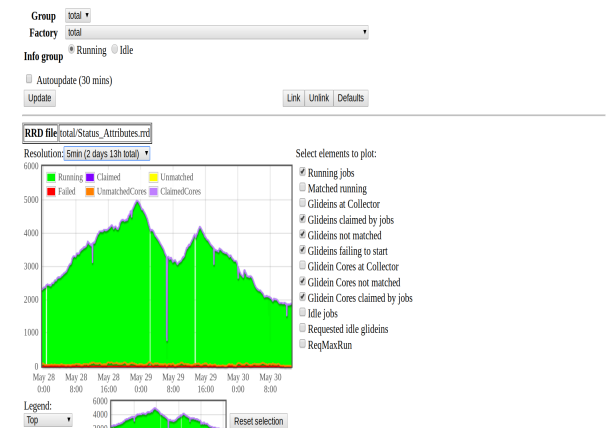 Group total
Factory total
Info group Running Idle
Autoupdate (30 mins)
Update Link Unlink Defaults
RRD file total/Status_Attributes.rrd
Resolution: 5min (2 days 13h total)
6000
Running Claimed Unmatched
Failed UnmatchedCores ClaimedCores
5000
4000
3000
2000
1000
0
May 28 May 28 May 28 May 29 May 29 May 29 May 30 May 30
0:00 8:00 16:00 0:00 8:00 16:00 0:00 8:00
Select elements to plot:
Running jobs
Matched running
Glideins at Collector
Glideins claimed by jobs
Glideins not matched
Glideins failing to start
Glidein Cores at Collector
Glidein Cores not matched
Glidein Cores claimed by jobs
Idle jobs
Requested idle glideins
ReqMaxRun
Legend:
Top
6000
4000
2000
Reset selection